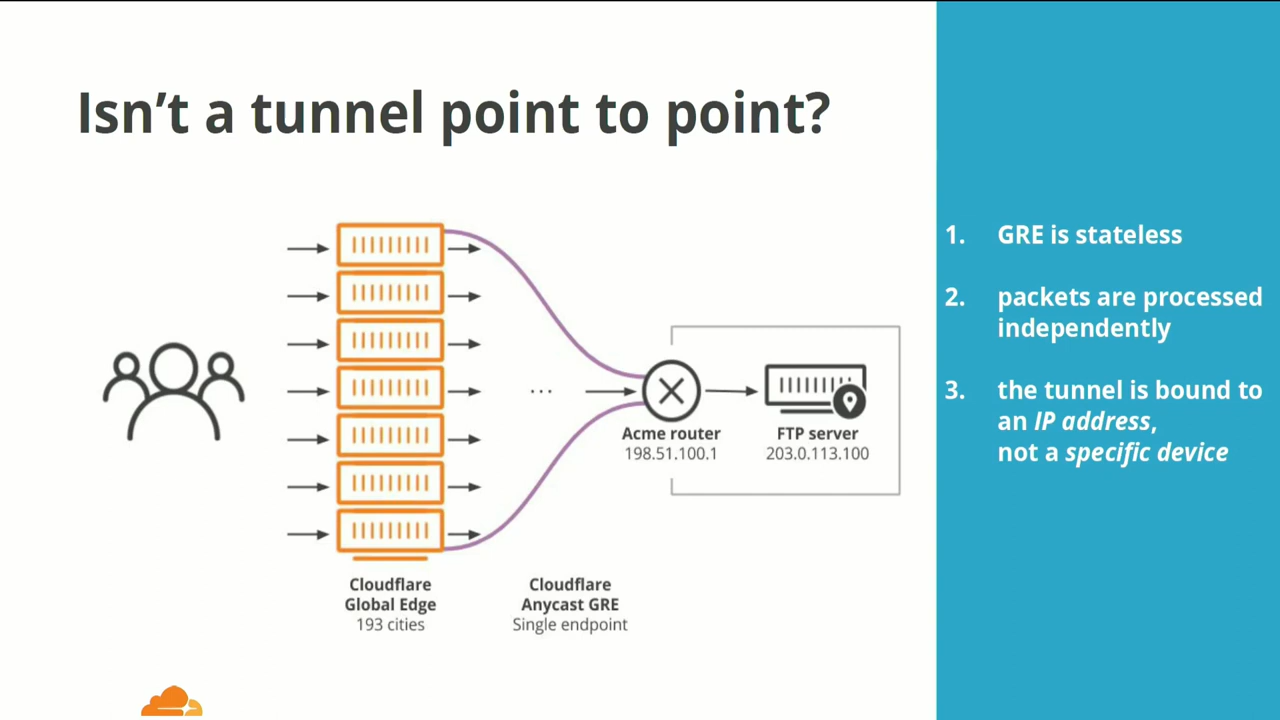 Isn’t a tunnel point to point?
1. GRE is stateless
2. packets are processed
independently
3. the tunnel is bound to
an IP address,
not a specific device
...
Acme router
198.51.100.1
FTP server
203.0.113.100
Cloudflare
Global Edge
193 cities
Cloudflare
Anycast GRE
Single endpoint